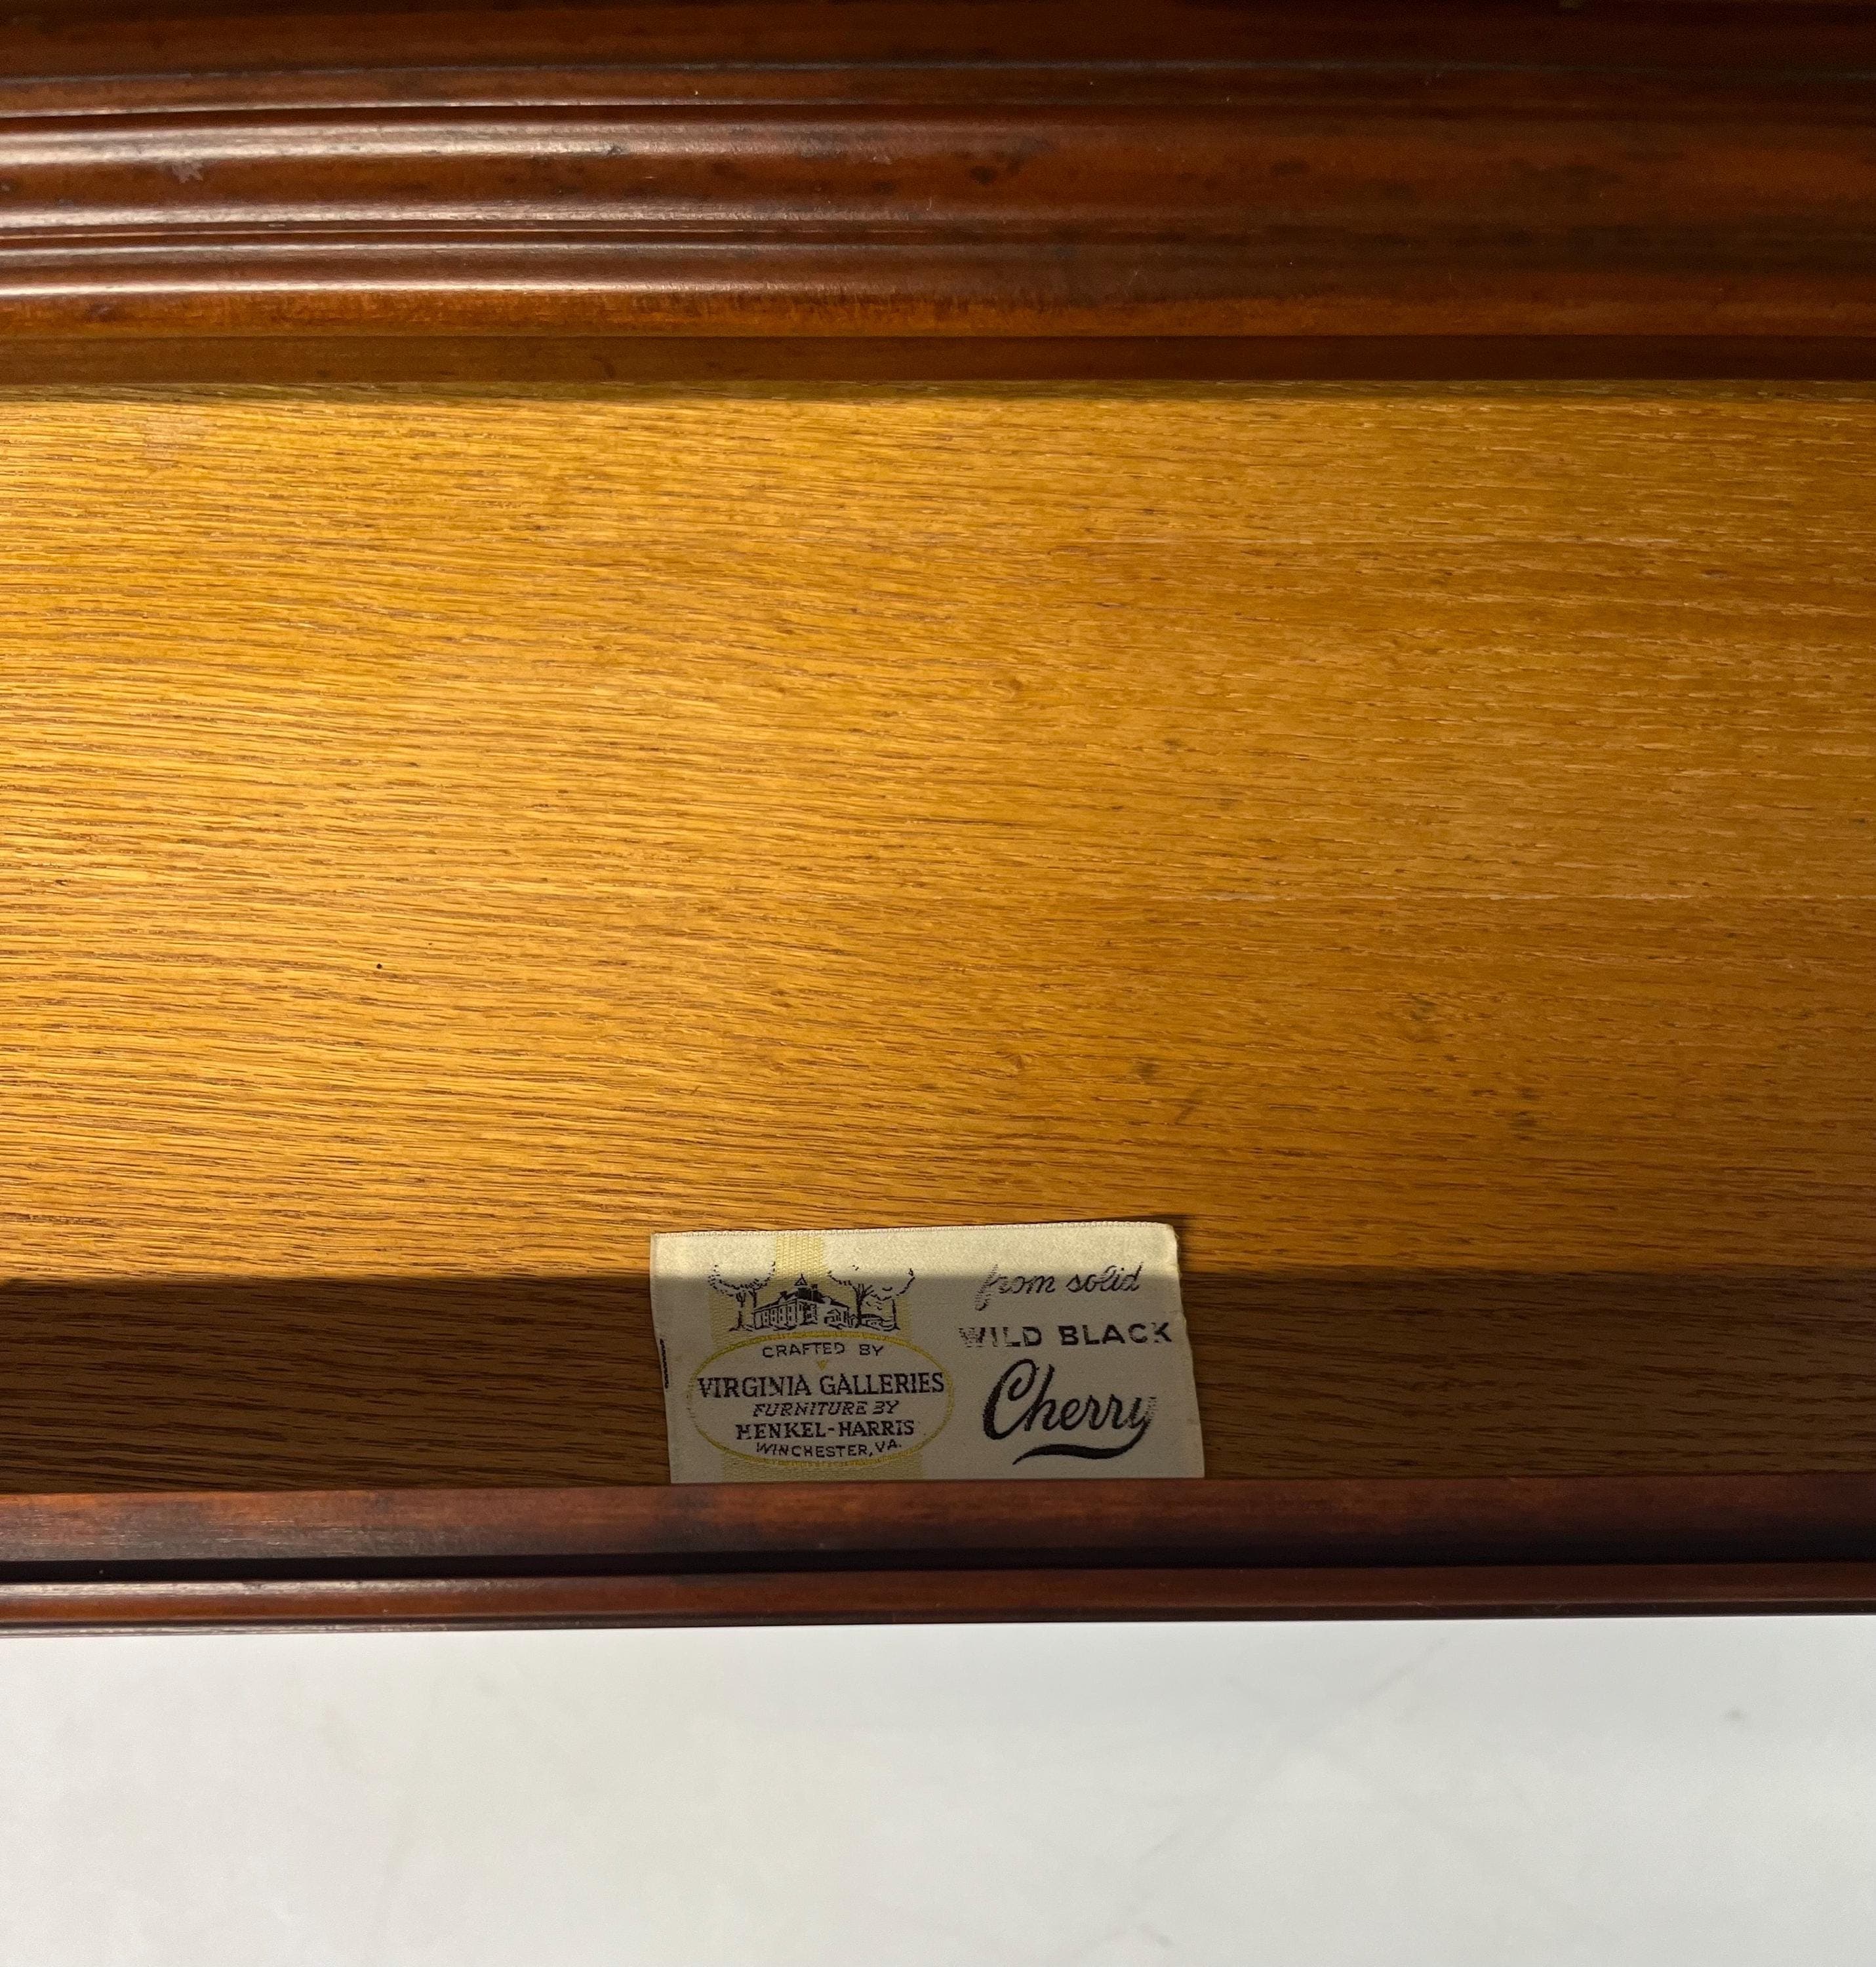 CRAFTED BY
VIRGINIA GALLERIES
FURNITURE BY
HENKEL-HARRIS
WINCHESTER, VA.
from solid
WILD BLACK
Cherry